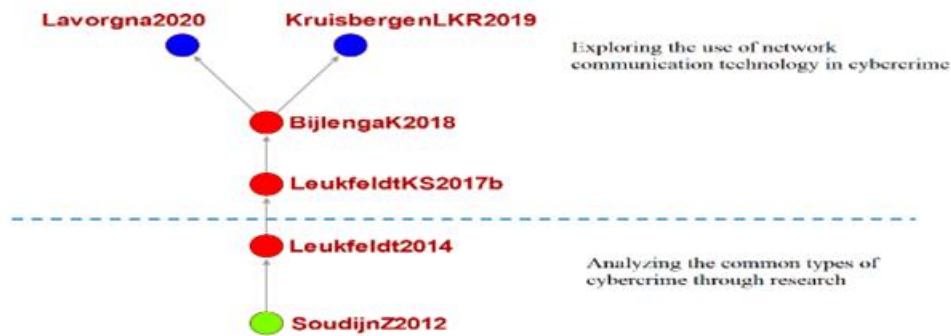 Lavorgna2020
KruisbergenLKR2019
Exploring the use of network
communication technology in cybercrime
BijlengaK2018
LeukfeldtKS2017b
Leukfeldt2014
Analyzing the common types of
cybercrime through research
SoudijnZ2012